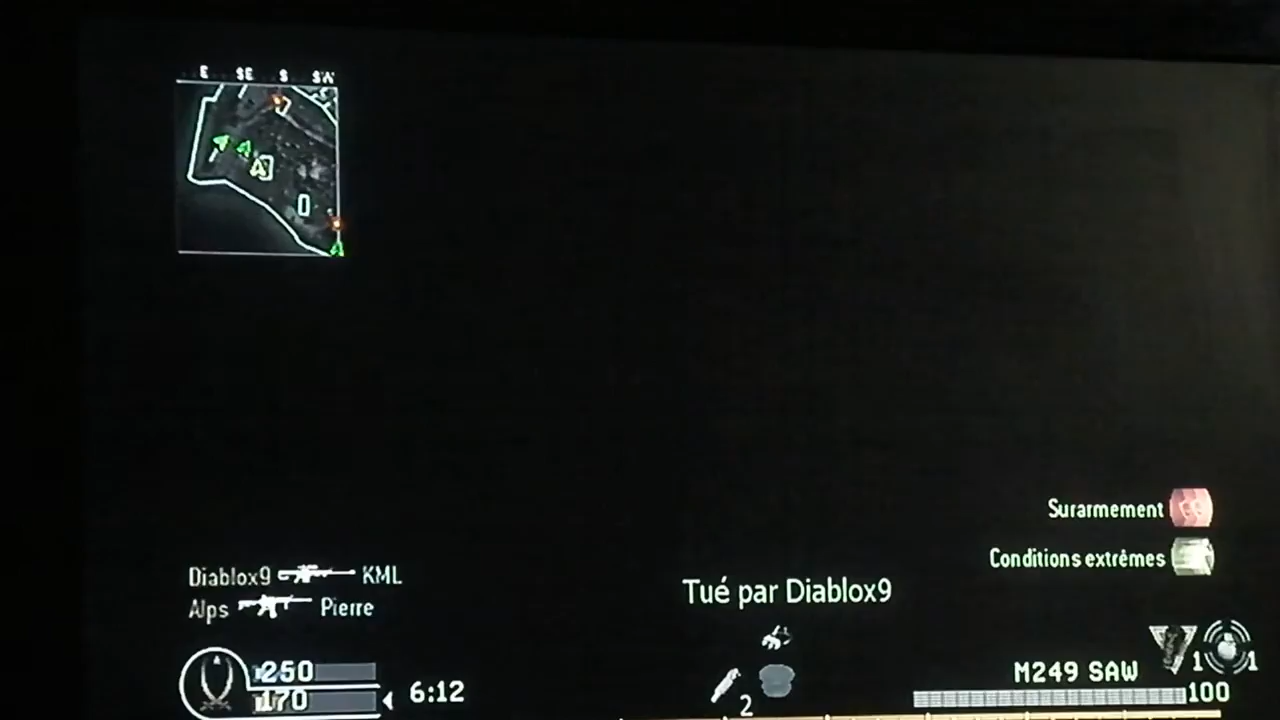 E SE S SW
Surarmement
Conditions extrêmes
Diablox9 KML
Alps Pierre
Tué par Diablox9
250
170
6:12
2
M249 SAW
1 1
100